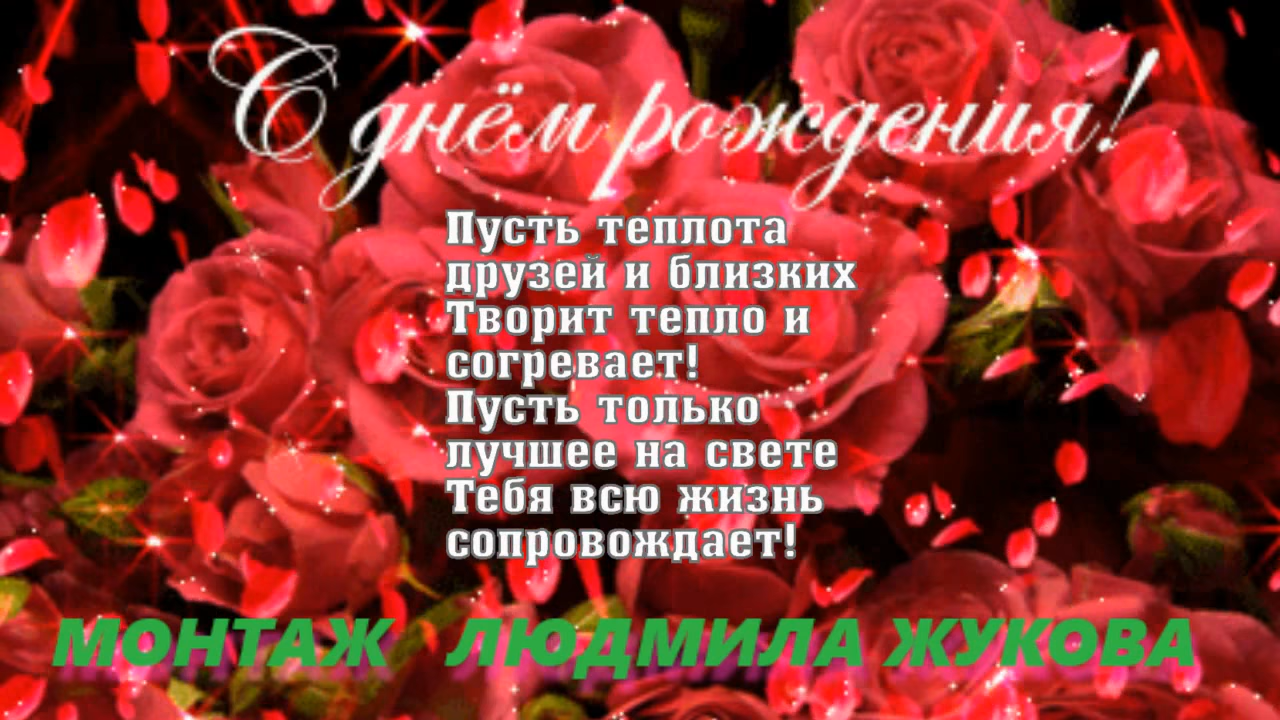 С днём рождения!
Пусть теплота
друзей и близких
Творит тепло и
согревает!
Пусть только
лучшее на свете
Тебя всю жизнь
сопровождает!
МОНТАЖ ЛЮДМИЛА ЖУКОВА